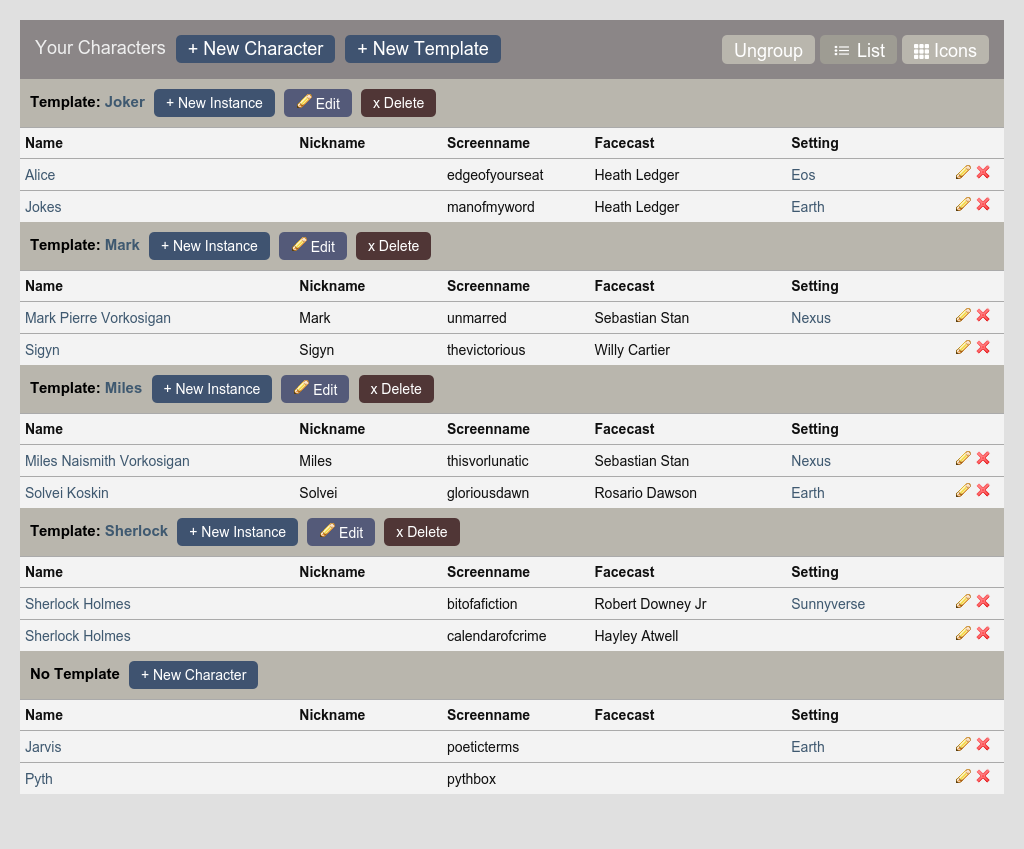 Your Characters + New Character + New Template Ungroup List Icons
Template: Joker + New Instance Edit x Delete
Name Nickname Screenname Facecast Setting
Alice edgeofyourseat Heath Ledger Eos
Jokes manofmyword Heath Ledger Earth
Template: Mark + New Instance Edit x Delete
Name Nickname Screenname Facecast Setting
Mark Pierre Vorkosigan Mark unmarred Sebastian Stan Nexus
Sigyn Sigyn thevictorious Willy Cartier
Template: Miles + New Instance Edit x Delete
Name Nickname Screenname Facecast Setting
Miles Naismith Vorkosigan Miles thisvorlunatic Sebastian Stan Nexus
Solvei Koskin Solvei gloriousdawn Rosario Dawson Earth
Template: Sherlock + New Instance Edit x Delete
Name Nickname Screenname Facecast Setting
Sherlock Holmes bitofafiction Robert Downey Jr Sunnyverse
Sherlock Holmes calendarofcrime Hayley Atwell
No Template + New Character
Name Nickname Screenname Facecast Setting
Jarvis poeticterms Earth
Pyth pythbox